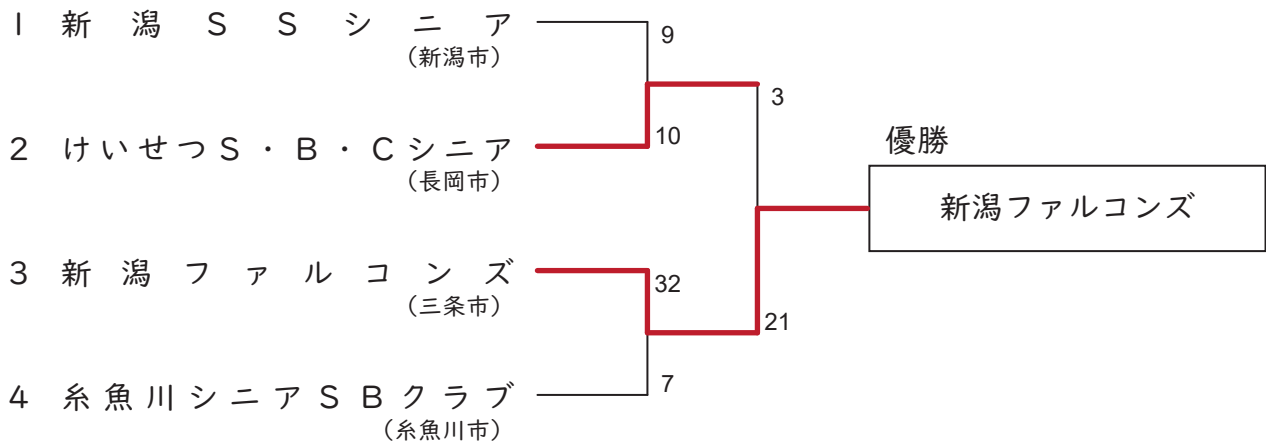 1 新潟SSシニア
(新潟市)
9
3
2 けいせつS・B・Cシニア
(長岡市)
10
優勝
新潟ファルコンズ
3 新潟ファルコンズ
(三条市)
32
21
4 糸魚川シニアSBクラブ
(糸魚川市)
7